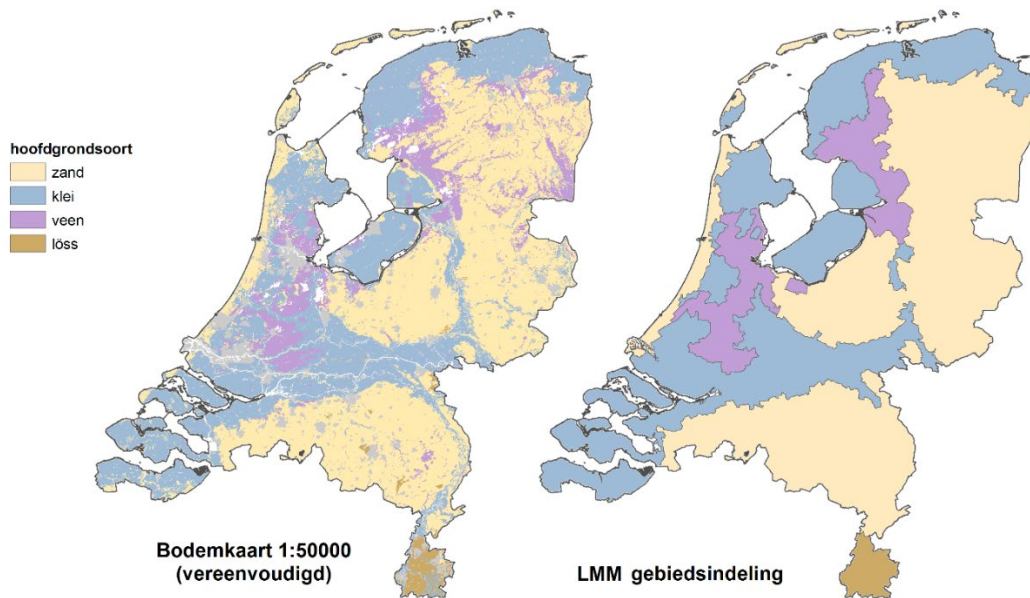 hoofdgrondsoort
zand
klei
veen
löss
Bodemkaart 1:50000
(vereenvoudigd)
LMM gebiedsindeling